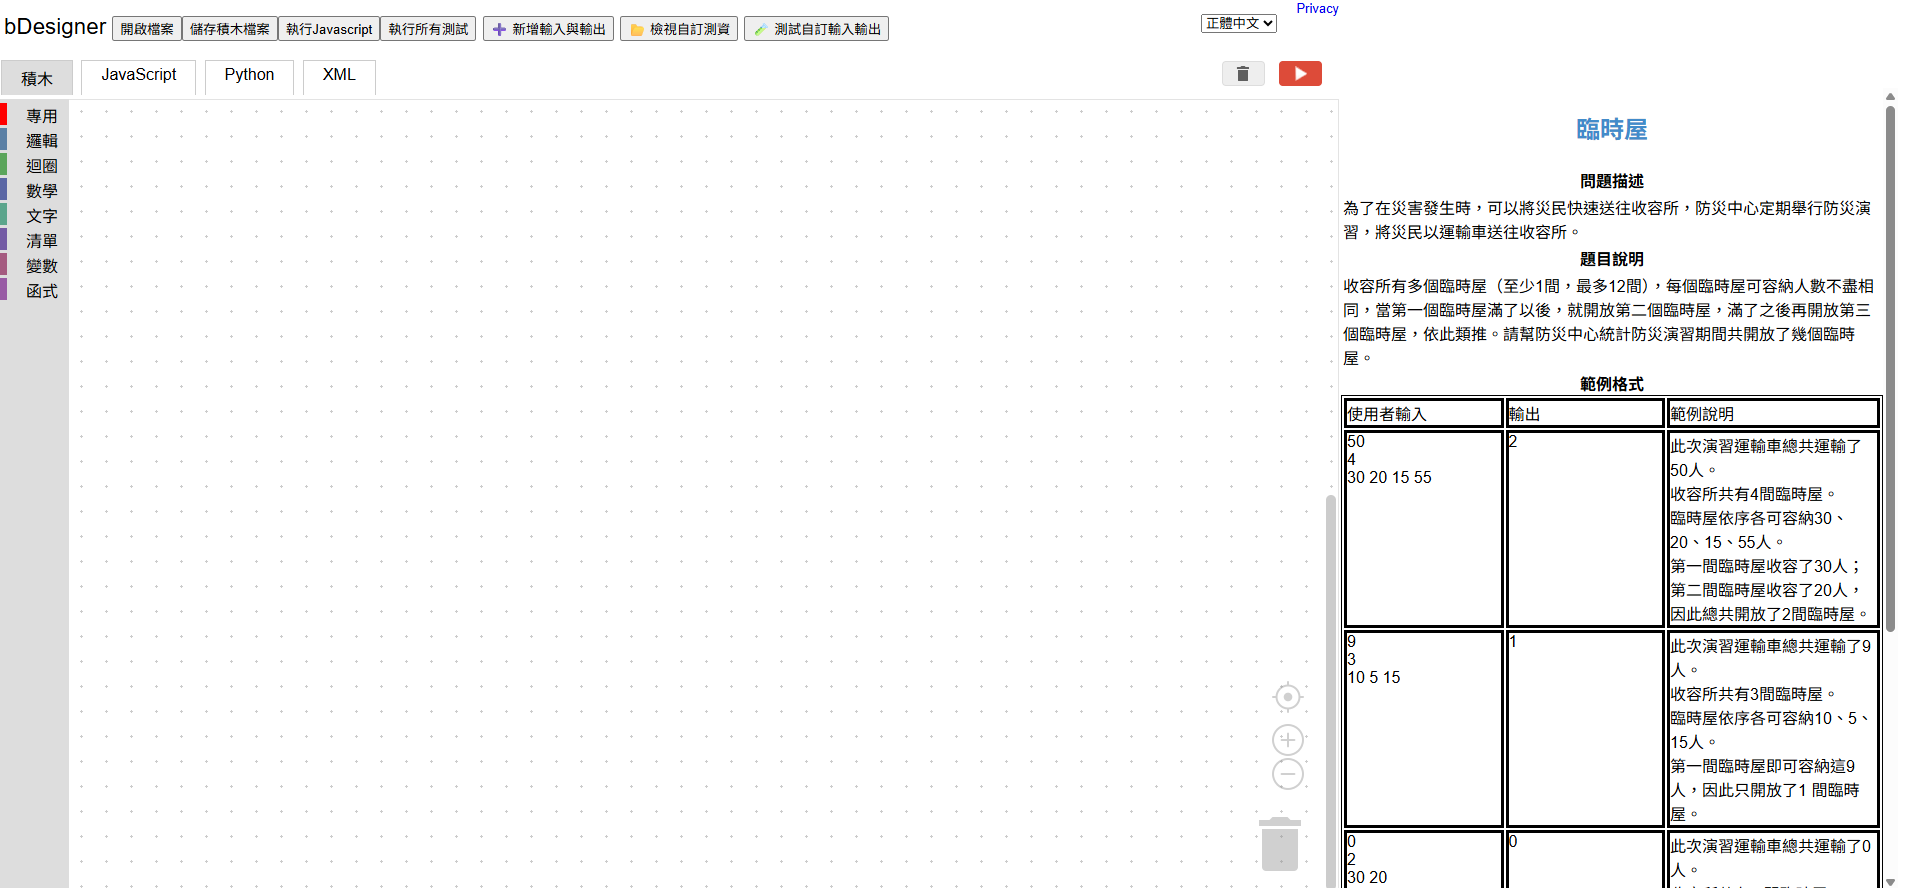 bDesigner
開啟檔案 儲存積木檔案 執行Javascript 執行所有測試 新增輸入與輸出 檢視自訂測資 測試自訂輸入輸出
正體中文
Privacy
積木 JavaScript Python XML
專用
邏輯
迴圈
數學
文字
清單
變數
函式
臨時屋
問題描述
為了在災害發生時，可以將災民快速送往收容所，防災中心定期舉行防災演
習，將災民以運輸車送往收容所。
題目說明
收容所有多個臨時屋（至少1間，最多12間），每個臨時屋可容納人數不盡相
同，當第一個臨時屋滿了以後，就開放第二個臨時屋，滿了之後再開放第三
個臨時屋，依此類推。請幫防災中心統計防災演習期間共開放了幾個臨時
屋。
範例格式
使用者輸入 輸出 範例說明
50
4
30 20 15 55
2
此次演習運輸車總共運輸了
50人。
收容所共有4間臨時屋。
臨時屋依序各可容納30、
20、15、55人。
第一間臨時屋收容了30人；
第二間臨時屋收容了20人，
因此總共開放了2間臨時屋。
9
3
10 5 15
1
此次演習運輸車總共運輸了9
人。
收容所共有3間臨時屋。
臨時屋依序各可容納10、5、
15人。
第一間臨時屋即可容納這9
人，因此只開放了1 間臨時
屋。
0
2
30 20
0
此次演習運輸車總共運輸了0
人。